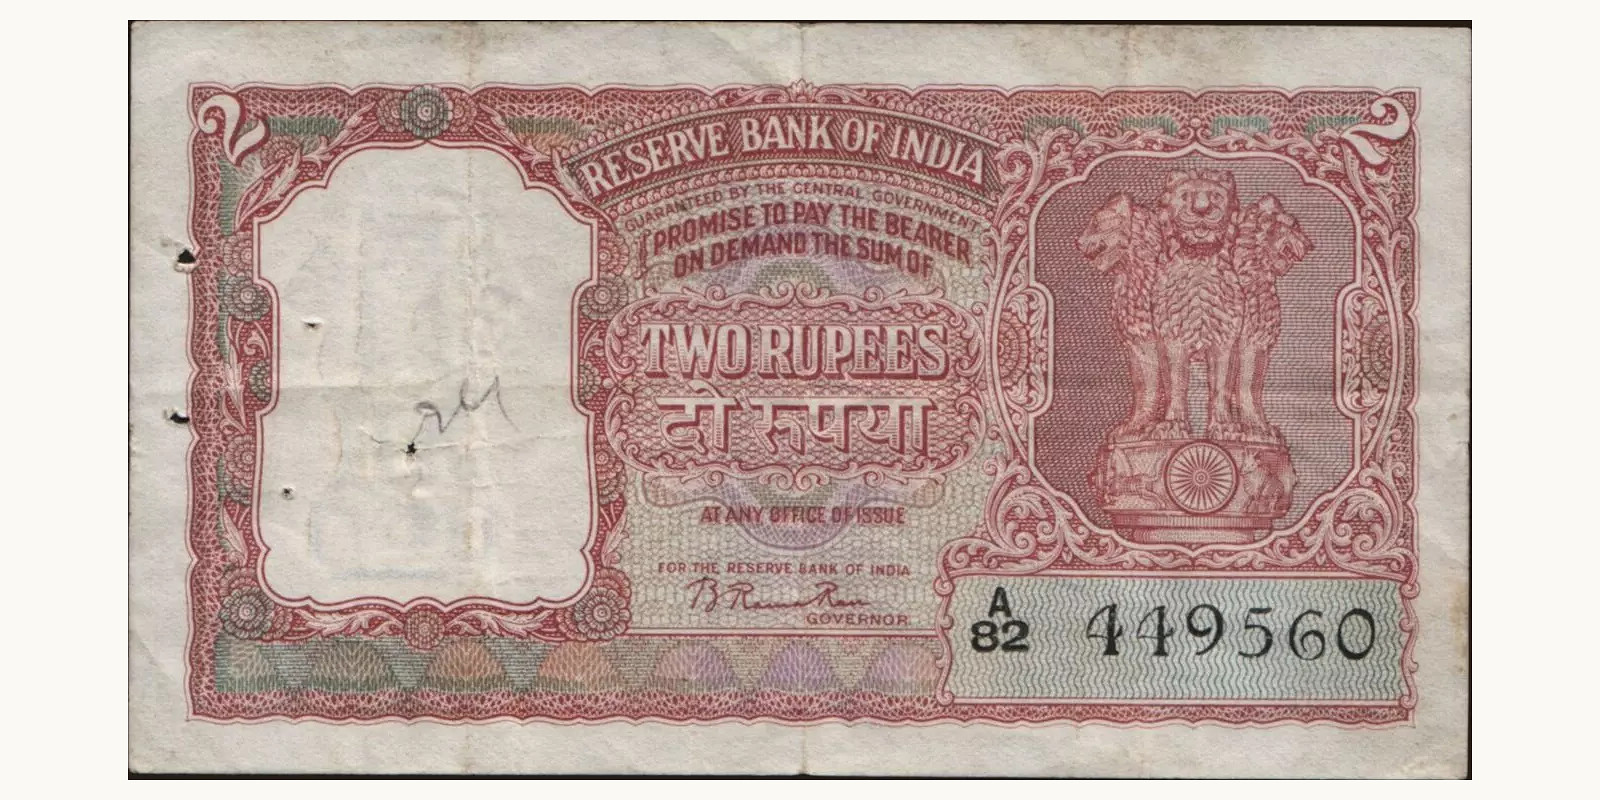 2 2
RESERVE BANK OF INDIA
GUARANTEED BY THE CENTRAL GOVERNMENT
I PROMISE TO PAY THE BEARER
ON DEMAND THE SUM OF
TWO RUPEES
दो रूपया
AT ANY OFFICE OF ISSUE
FOR THE RESERVE BANK OF INDIA
B Rama Rau
GOVERNOR
A
82 449560